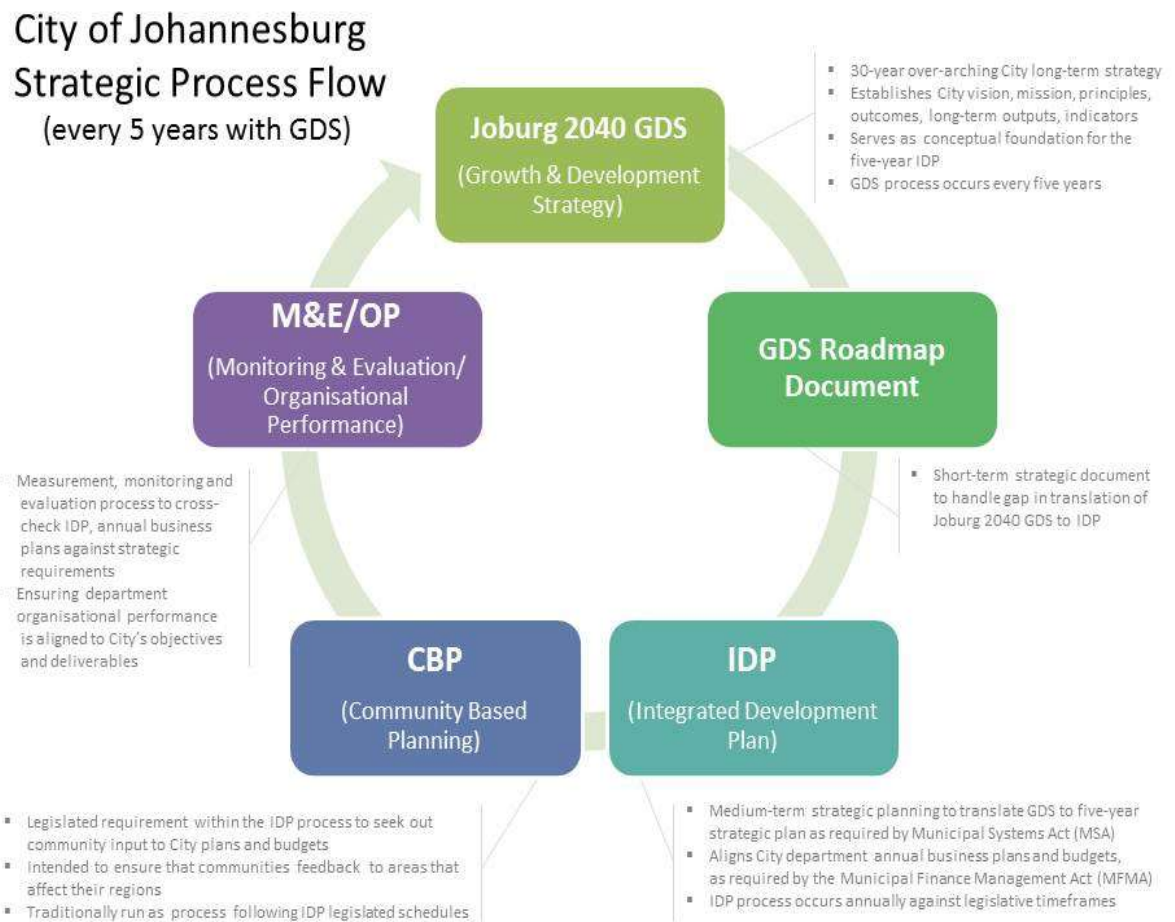 City of Johannesburg
Strategic Process Flow
(every 5 years with GDS)
Joburg 2040 GDS
(Growth & Development
Strategy)
▪ 30-year over-arching City long-term strategy
▪ Establishes City vision, mission, principles,
outcomes, long-term outputs, indicators
▪ Serves as conceptual foundation for the
five-year IDP
▪ GDS process occurs every five years
GDS Roadmap
Document
▪ Short-term strategic document
to handle gap in translation of
Joburg 2040 GDS to IDP
IDP
(Integrated Development
Plan)
▪ Medium-term strategic planning to translate GDS to five-year
strategic plan as required by Municipal Systems Act (MSA)
▪ Aligns City department annual business plans and budgets,
as required by the Municipal Finance Management Act (MFMA)
▪ IDP process occurs annually against legislative timeframes
CBP
(Community Based
Planning)
▪ Legislated requirement within the IDP process to seek out
community input to City plans and budgets
▪ Intended to ensure that communities feedback to areas that
affect their regions
▪ Traditionally run as process following IDP legislated schedules
M&E/OP
(Monitoring & Evaluation/
Organisational
Performance)
Measurement, monitoring and
evaluation process to cross-
check IDP, annual business
plans against strategic
requirements
Ensuring department
organisational performance
is aligned to City's objectives
and deliverables